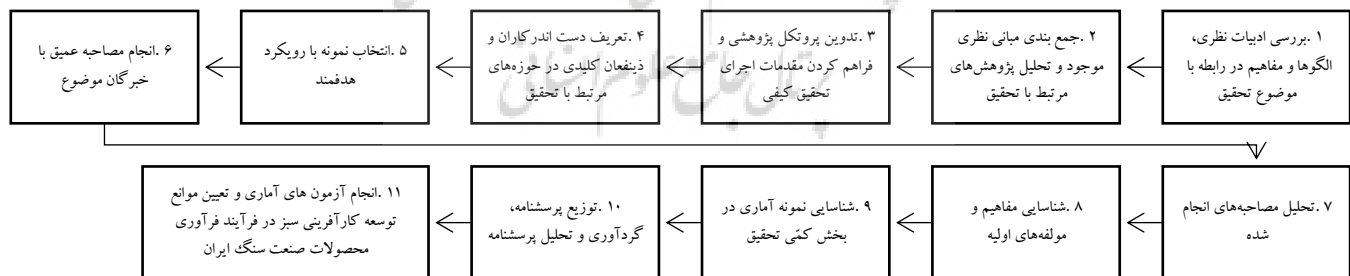 ۱ .بررسی ادبیات نظری،
الگوها و مفاهیم در رابطه با
موضوع تحقیق
۲ .جمع بندی مبانی نظری
موجود و تحلیل پژوهش‌های
مرتبط با تحقیق
۳ .تدوین پروتکل پژوهشی و
فراهم کردن مقدمات اجرای
تحقیق کیفی
۴ .تعریف دست اندرکاران و
ذینفعان کلیدی در حوزه‌های
مرتبط با تحقیق
۵ .انتخاب نمونه با رویکرد
هدفمند
۶ .انجام مصاحبه عمیق با
خبرگان موضوع
۷ .تحلیل مصاحبه‌های انجام
شده
۸ .شناسایی مفاهیم و
مولفه‌های اولیه
۹ .شناسایی نمونه آماری در
بخش کمّی تحقیق
۱۰ .توزیع پرسشنامه،
گردآوری و تحلیل پرسشنامه
۱۱ .انجام آزمون های آماری و تعیین موانع
توسعه کارآفرینی سبز در فرآیند فرآوری
محصولات صنعت سنگ ایران
پرتال جامع علوم انسانی